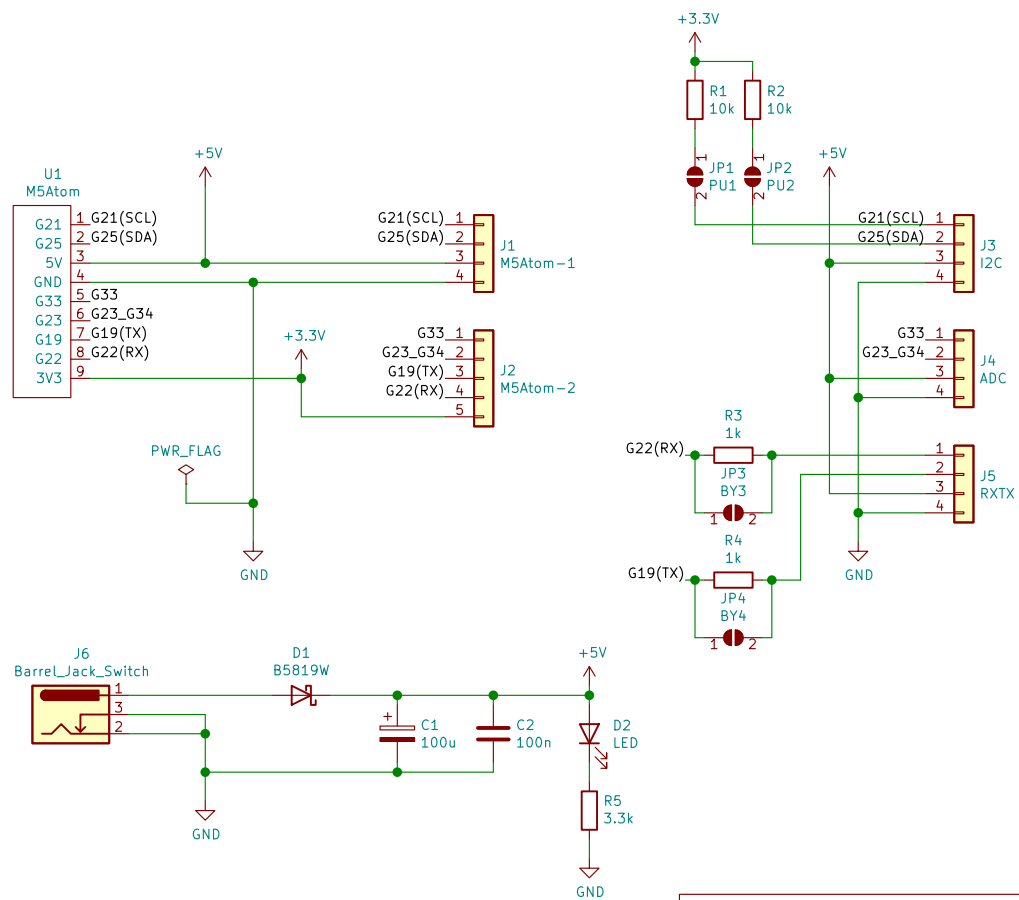 +3.3V
R1
10k
R2
10k
JP1
PU1
1
2
JP2
PU2
1
2
+5V
+5V
U1
M5Atom
G21
1
G21(SCL)
G25
2
G25(SDA)
5V
3
GND
4
G33
5
G33
G23
6
G23_G34
G19
7
G19(TX)
G22
8
G22(RX)
3V3
9
G21(SCL)
1
G25(SDA)
2
3
4
J1
M5Atom-1
+3.3V
G33
1
G23_G34
2
G19(TX)
3
G22(RX)
4
5
J2
M5Atom-2
PWR_FLAG
GND
G21(SCL)
1
G25(SDA)
2
3
4
J3
I2C
G33
1
G23_G34
2
3
4
J4
ADC
R3
1k
G22(RX)
JP3
BY3
1
2
1
2
3
4
J5
RXTX
GND
R4
1k
G19(TX)
JP4
BY4
1
2
J6
Barrel_Jack_Switch
1
3
2
D1
B5819W
+
C1
100u
C2
100n
+5V
D2
LED
R5
3.3k
GND
GND